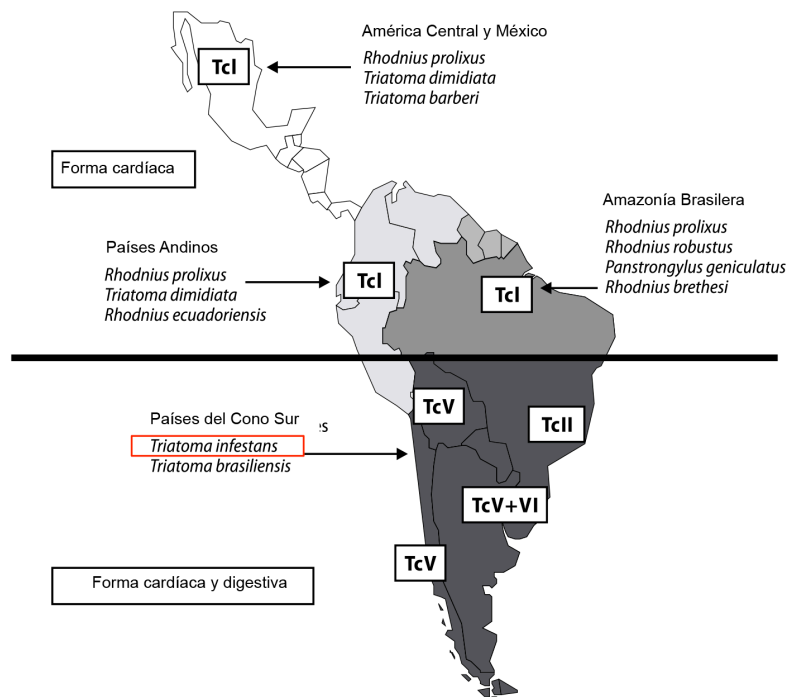 América Central y México
Rhodnius prolixus
Triatoma dimidiata
Triatoma barberi
TcI
Forma cardíaca
Amazonía Brasilera
Rhodnius prolixus
Rhodnius robustus
Panstrongylus geniculatus
Rhodnius brethesi
TcI
Países Andinos
Rhodnius prolixus
Triatoma dimidiata
Rhodnius ecuadoriensis
TcI
Países del Cono Sur
es
Triatoma infestans
Triatoma brasiliensis
TcV
TcII
TcV+VI
TcV
Forma cardíaca y digestiva